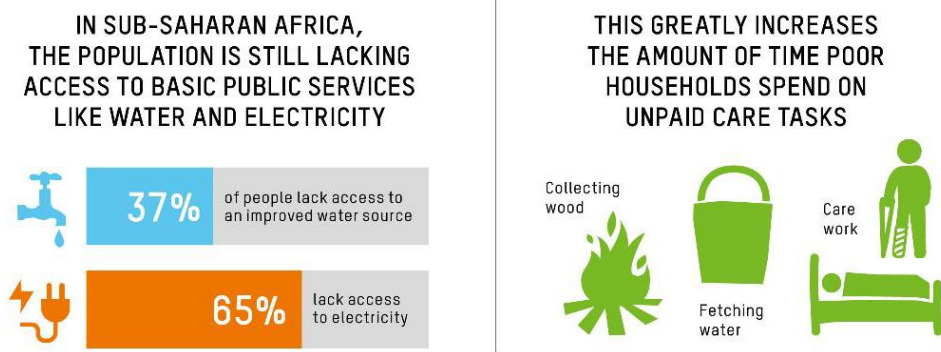 IN SUB-SAHARAN AFRICA,
THE POPULATION IS STILL LACKING
ACCESS TO BASIC PUBLIC SERVICES
LIKE WATER AND ELECTRICITY
37%
of people lack access to
an improved water source
65%
lack access
to electricity
THIS GREATLY INCREASES
THE AMOUNT OF TIME POOR
HOUSEHOLDS SPEND ON
UNPAID CARE TASKS
Collecting
wood
Fetching
water
Care
work